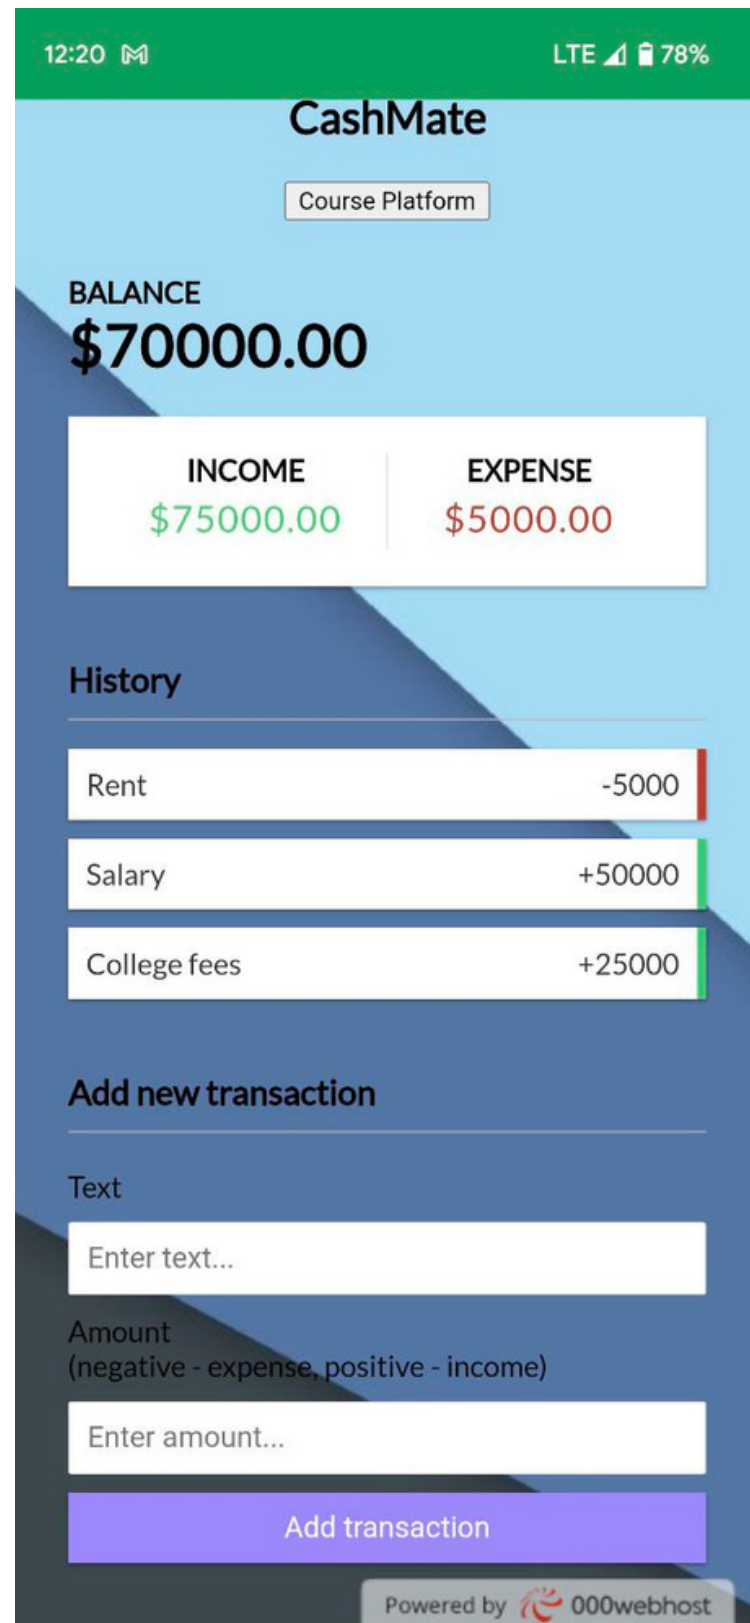 12:20 LTE 78%
CashMate
Course Platform
BALANCE
$70000.00
INCOME EXPENSE
$75000.00 $5000.00
History
Rent -5000
Salary +50000
College fees +25000
Add new transaction
Text
Enter text...
Amount
(negative - expense, positive - income)
Enter amount...
Add transaction
Powered by 000webhost